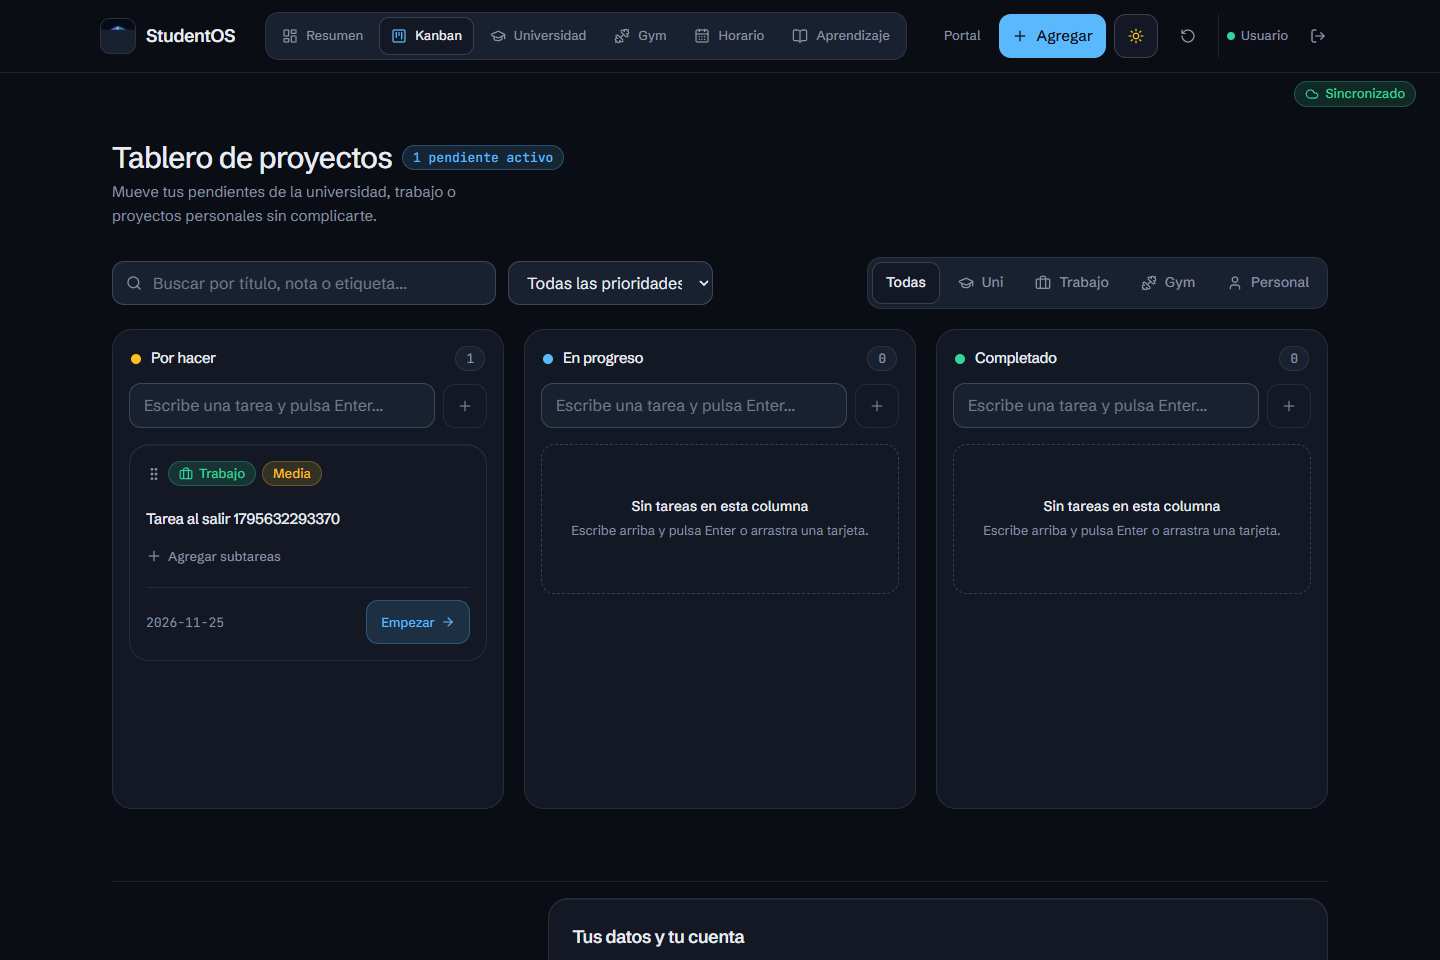 StudentOS
Resumen
Kanban
Universidad
Gym
Horario
Aprendizaje
Portal
Agregar
Usuario
Sincronizado
Tablero de proyectos
1 pendiente activo
Mueve tus pendientes de la universidad, trabajo o
proyectos personales sin complicarte.
Buscar por título, nota o etiqueta...
Todas las prioridades
Todas
Uni
Trabajo
Gym
Personal
Por hacer
1
Escribe una tarea y pulsa Enter...
Trabajo
Media
Tarea al salir 1795632293370
Agregar subtareas
2026-11-25
Empezar
En progreso
0
Escribe una tarea y pulsa Enter...
Sin tareas en esta columna
Escribe arriba y pulsa Enter o arrastra una tarjeta.
Completado
0
Escribe una tarea y pulsa Enter...
Sin tareas en esta columna
Escribe arriba y pulsa Enter o arrastra una tarjeta.
Tus datos y tu cuenta